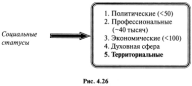 Социальные
статусы
1. Политические (<50)
2. Профессиональные
(~40 тысяч)
3. Экономические (<100)
4. Духовная сфера
5. Территориальные
Рис. 4.26